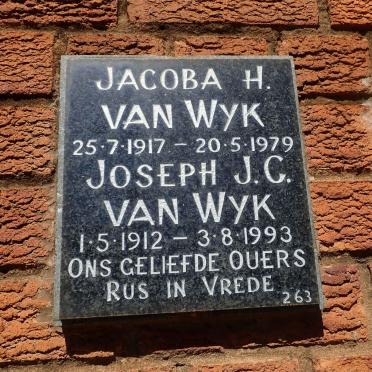 JACOBA H.
VAN WYK
25·7·1917 – 20·5·1979
JOSEPH J.C.
VAN WYK
1·5·1912 – 3·8·1993
ONS GELIEFDE OUERS
RUS IN VREDE
263